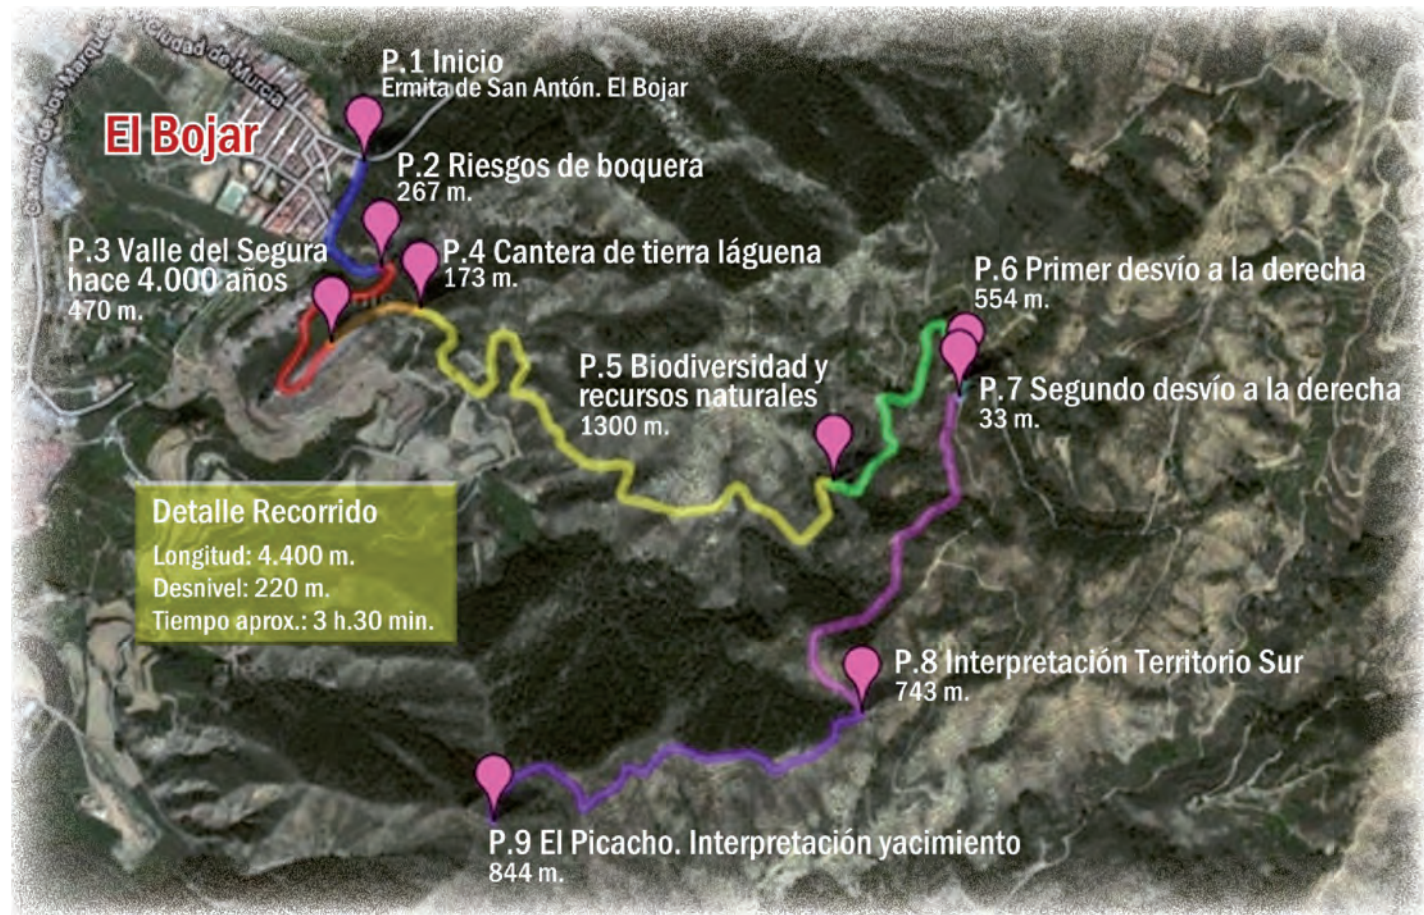 Ciudad de Murcia
P.1 Inicio
Ermita de San Antón. El Bojar
El Bojar
P.2 Riesgos de boquera
267 m.
P.3 Valle del Segura
hace 4.000 años
470 m.
P.4 Cantera de tierra láguena
173 m.
P.6 Primer desvío a la derecha
554 m.
P.5 Biodiversidad y
recursos naturales
1300 m.
P.7 Segundo desvío a la derecha
33 m.
Detalle Recorrido
Longitud: 4.400 m.
Desnivel: 220 m.
Tiempo aprox.: 3 h.30 min.
P.8 Interpretación Territorio Sur
743 m.
P.9 El Picacho. Interpretación yacimiento
844 m.